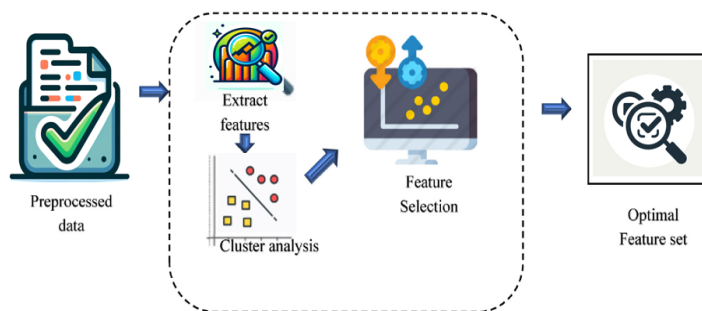 Preprocessed
data
Extract
features
Cluster analysis
Feature
Selection
Optimal
Feature set